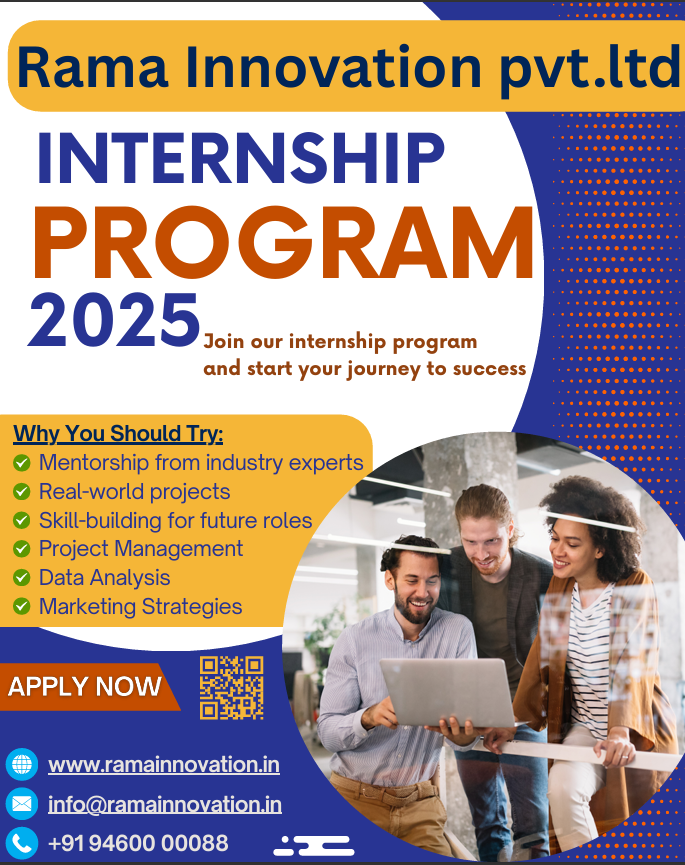 Rama Innovation pvt.ltd
INTERNSHIP
PROGRAM
2025
Join our internship program
and start your journey to success
Why You Should Try:
Mentorship from industry experts
Real-world projects
Skill-building for future roles
Project Management
Data Analysis
Marketing Strategies
APPLY NOW
www.ramainnovation.in
info@ramainnovation.in
+91 94600 00088